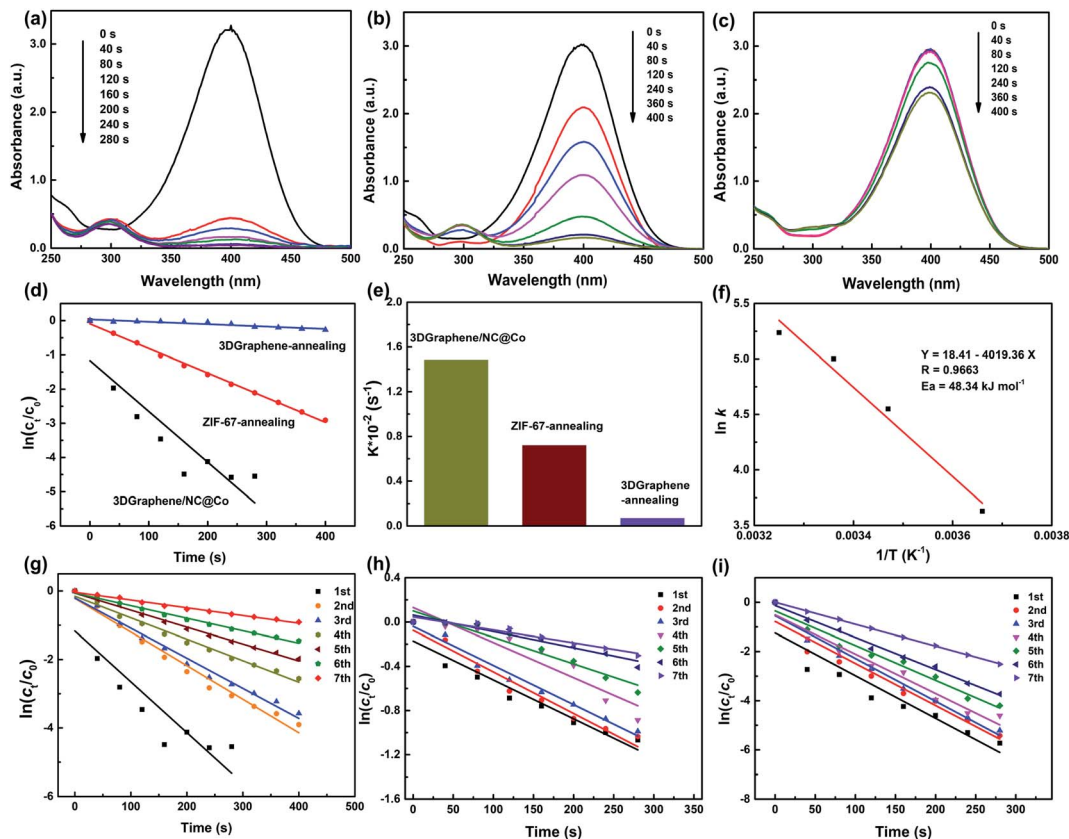 (a)
0 s
40 s
80 s
120 s
160 s
200 s
240 s
280 s
3.0
2.0
1.0
0.0
Absorbance (a.u.)
250 300 350 400 450 500
Wavelength (nm)
(b)
0 s
40 s
80 s
120 s
240 s
360 s
400 s
3.0
2.0
1.0
0.0
Absorbance (a.u.)
250 300 350 400 450 500
Wavelength (nm)
(c)
0 s
40 s
80 s
120 s
240 s
360 s
400 s
3.0
2.0
1.0
0.0
Absorbance (a.u.)
250 300 350 400 450 500
Wavelength (nm)
(d)
0
-1
-2
-3
-4
-5
-6
ln(cₜ/c₀)
3DGraphene-annealing
ZIF-67-annealing
3DGraphene/NC@Co
0 100 200 300 400
Time (s)
(e)
2.0
1.6
1.2
0.8
0.4
0.0
K*10⁻² (S⁻¹)
3DGraphene/NC@Co
ZIF-67-annealing
3DGraphene
-annealing
(f)
5.5
5.0
4.5
4.0
3.5
ln k
Y = 18.41 - 4019.36 X
R = 0.9663
Ea = 48.34 kJ mol⁻¹
0.0032 0.0034 0.0036 0.0038
1/T (K⁻¹)
(g)
0
-2
-4
-6
ln(cₜ/c₀)
1st
2nd
3rd
4th
5th
6th
7th
0 100 200 300 400 500
Time (s)
(h)
0.4
0.0
-0.4
-0.8
-1.2
-1.6
ln(cₜ/c₀)
1st
2nd
3rd
4th
5th
6th
7th
0 50 100 150 200 250 300 350
Time (s)
(i)
2
0
-2
-4
-6
-8
ln(cₜ/c₀)
1st
2nd
3rd
4th
5th
6th
7th
0 50 100 150 200 250 300
Time (s)